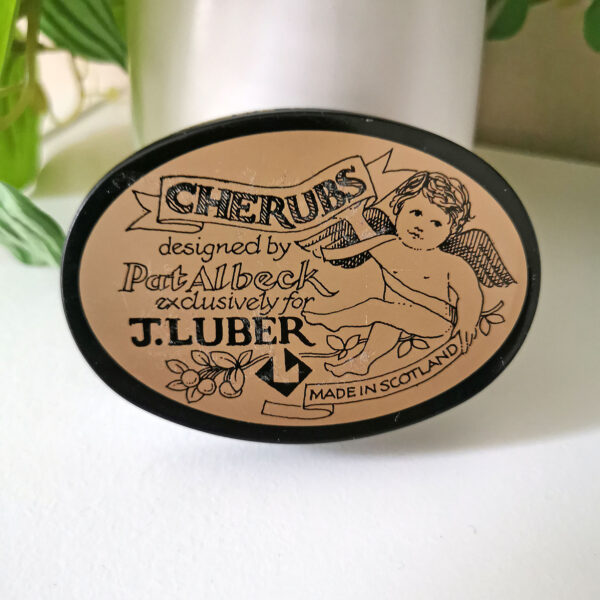 CHERUBS
designed by
Pat Albeck
exclusively for
J.LUBER
L
MADE IN SCOTLAND